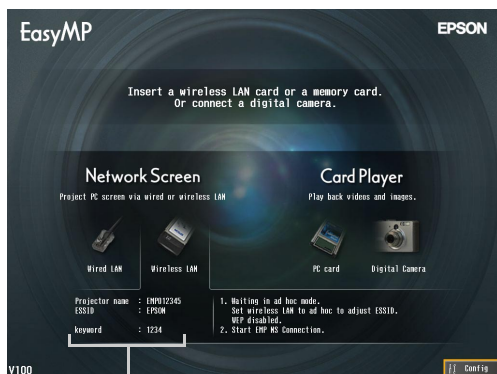 EasyMP
EPSON
Insert a wireless LAN card or a memory card.
Or connect a digital camera.
Network Screen
Project PC screen via wired or wireless LAN
Wired LAN
Wireless LAN
Card Player
Play back videos and images.
PC card
Digital Camera
Projector name : EMP012345
ESSID : EPSON
keyword : 1234
1. Waiting in ad hoc mode.
Set wireless LAN to ad hoc to adjust ESSID.
WEP disabled.
2. Start EMP NS Connection.
V100
Config